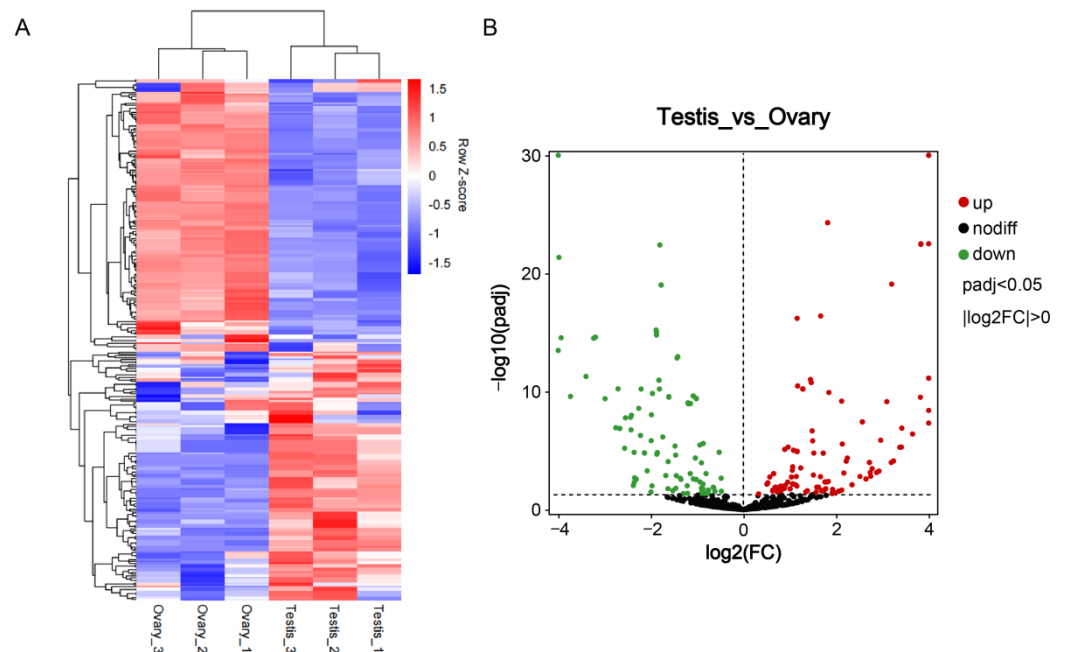 A
1.5
1
0.5
0
-0.5
-1
-1.5
Row Z-score
Ovary_3
Ovary_2
Ovary_1
Testis_3
Testis_2
Testis_1
B
Testis_vs_Ovary
30
20
10
0
−log10(padj)
−4
−2
0
2
4
log2(FC)
up
nodiff
down
padj<0.05
|log2FC|>0